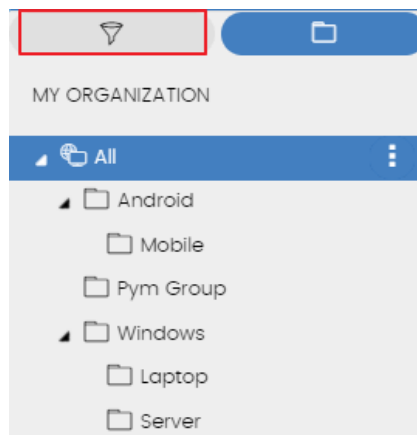 MY ORGANIZATION
All
Android
Mobile
Pym Group
Windows
Laptop
Server